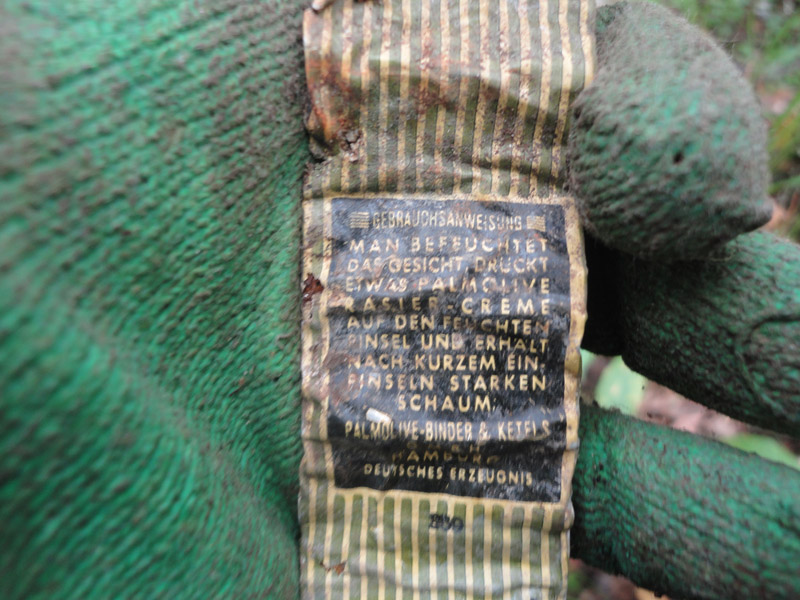 GEBRAUCHSANWEISUNG
MAN BEFEUCHTET
DAS GESICHT, DRÜCKT
ETWAS PALMOLIVE
RASIER-CREME
AUF DEN FEUCHTEN
PINSEL UND ERHÄLT
NACH KURZEM EIN-
PINSELN STARKEN
SCHAUM.
PALMOLIVE-BINDER & KETELS
HAMBURG
DEUTSCHES ERZEUGNIS